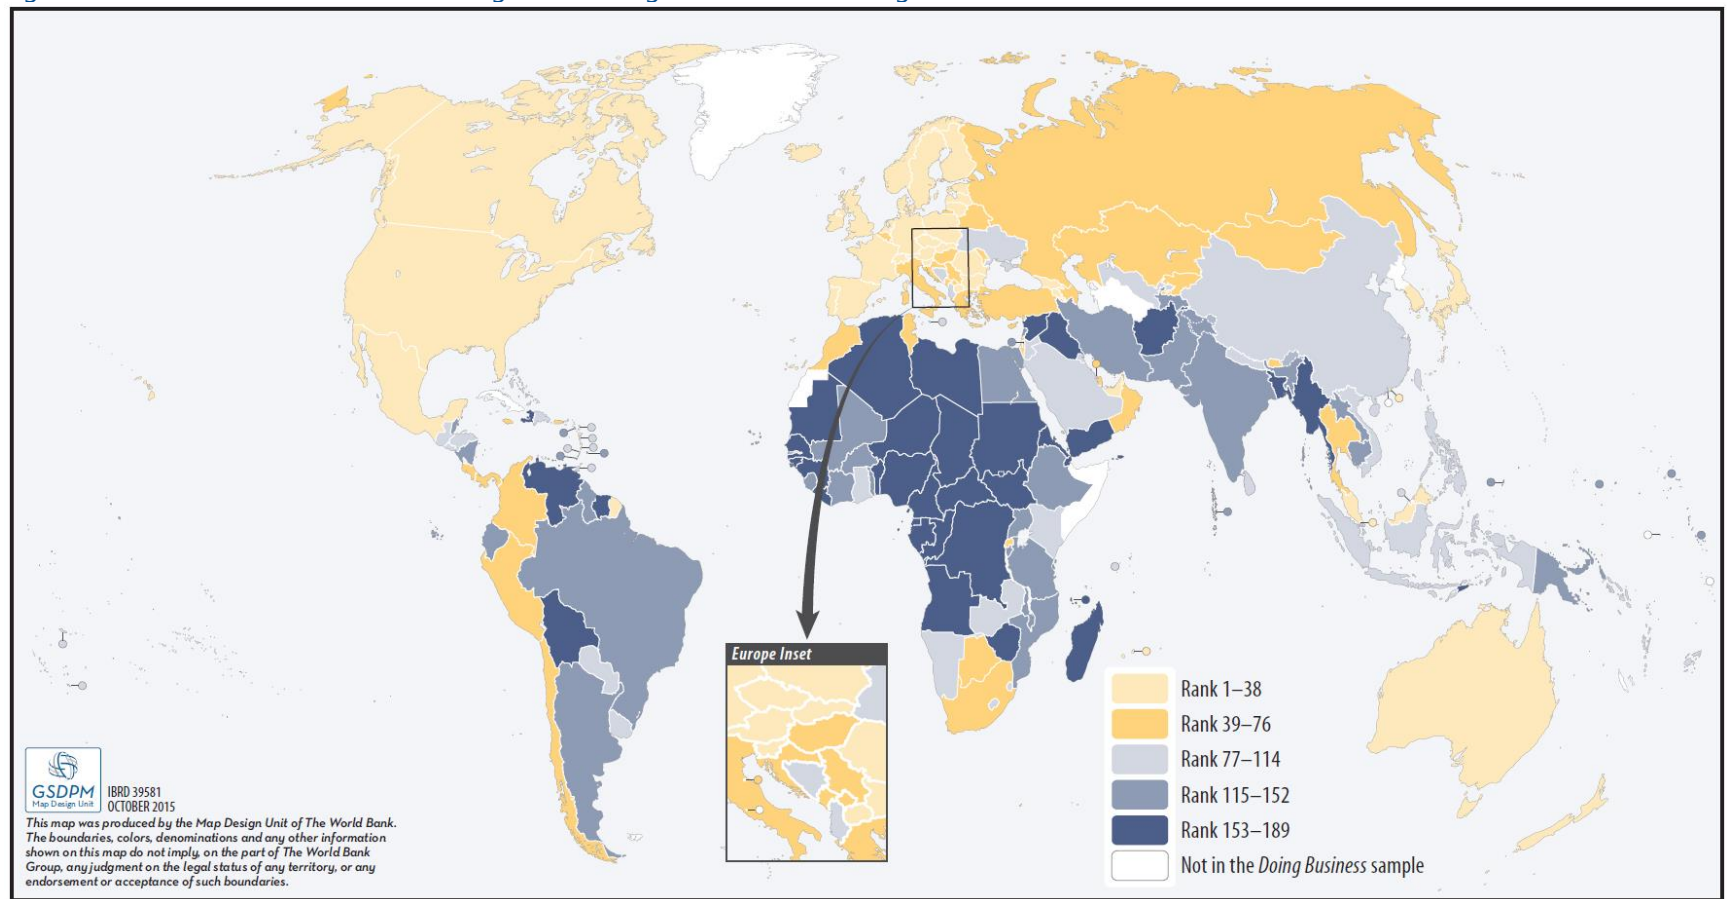 Europe Inset
Rank 1–38
Rank 39–76
Rank 77–114
Rank 115–152
Rank 153–189
Not in the Doing Business sample
GSDPM
Map Design Unit
IBRD 39581
OCTOBER 2015
This map was produced by the Map Design Unit of The World Bank.
The boundaries, colors, denominations and any other information
shown on this map do not imply, on the part of The World Bank
Group, any judgment on the legal status of any territory, or any
endorsement or acceptance of such boundaries.